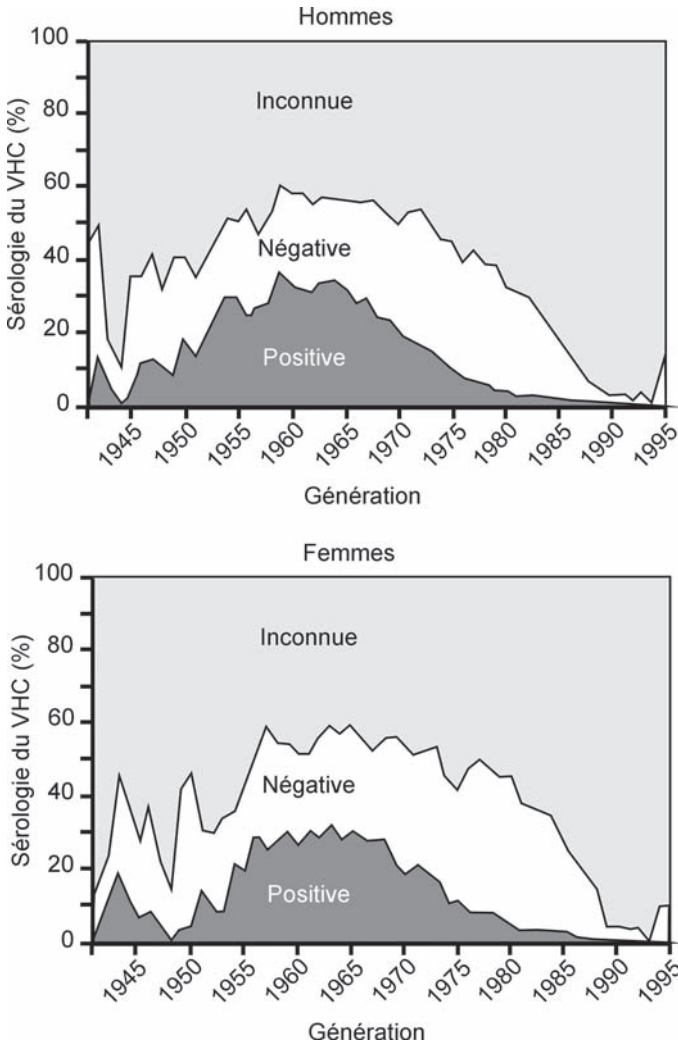 Hommes
Sérologie du VHC (%)
100
80
60
40
20
0
Inconnue
Négative
Positive
1945 1950 1955 1960 1965 1970 1975 1980 1985 1990 1995
Génération
Femmes
Sérologie du VHC (%)
100
80
60
40
20
0
Inconnue
Négative
Positive
1945 1950 1955 1960 1965 1970 1975 1980 1985 1990 1995
Génération